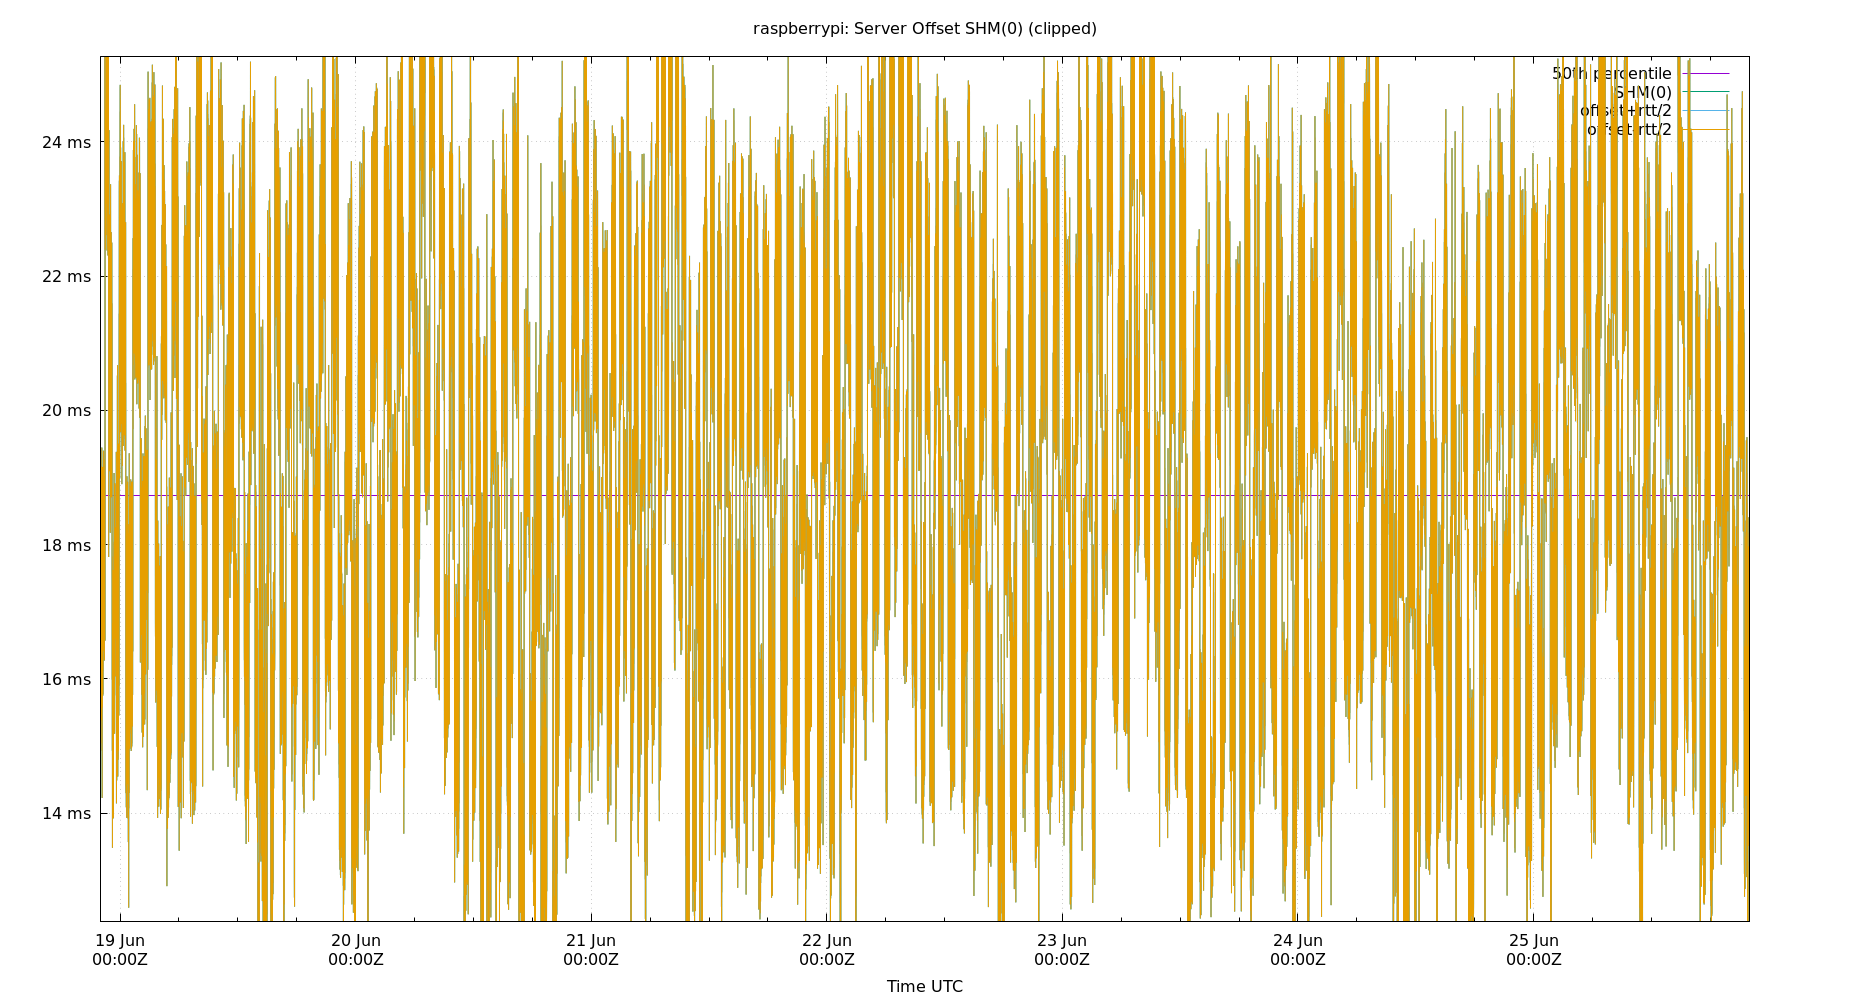 raspberrypi: Server Offset SHM(0) (clipped)
50th percentile
SHM(0)
offset+rtt/2
offset-rtt/2
24 ms
22 ms
20 ms
18 ms
16 ms
14 ms
19 Jun 20 Jun 21 Jun 22 Jun 23 Jun 24 Jun 25 Jun
00:00Z 00:00Z 00:00Z 00:00Z 00:00Z 00:00Z 00:00Z
Time UTC